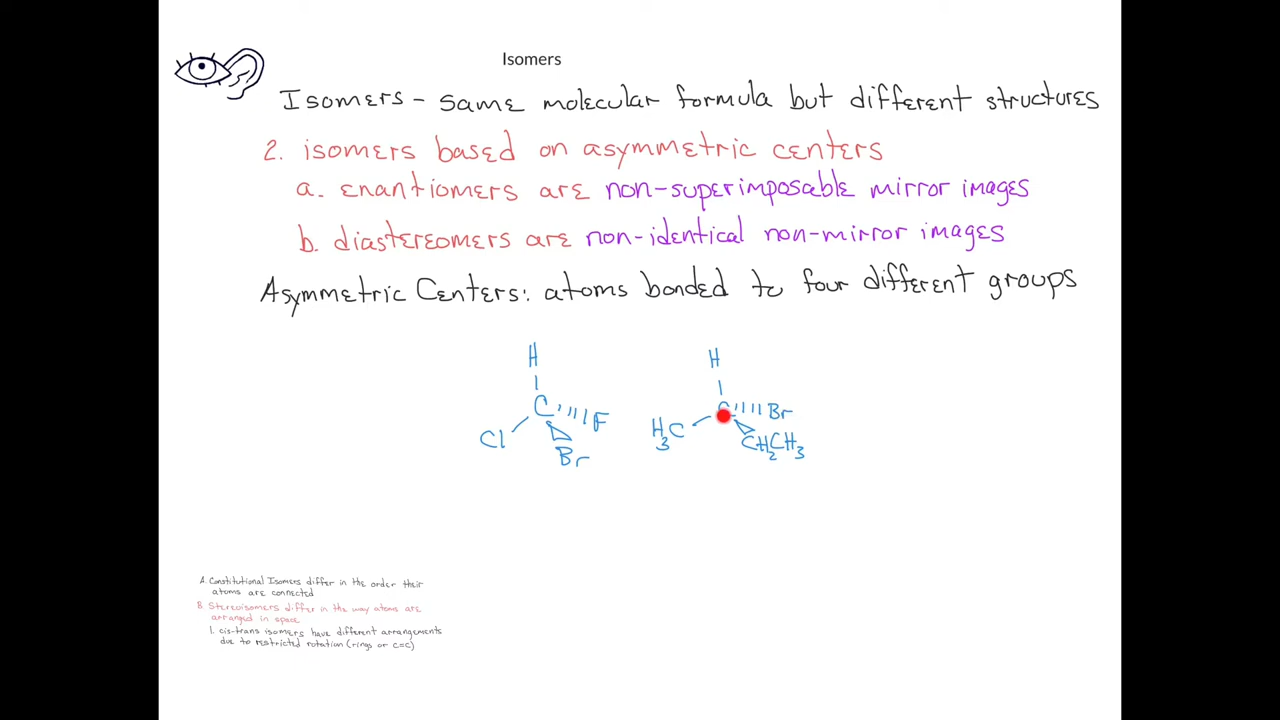 Isomers
Isomers - same molecular formula but different structures
2. isomers based on asymmetric centers
a. enantiomers are non-superimposable mirror images
b. diastereomers are non-identical non-mirror images
Asymmetric Centers: atoms bonded to four different groups
H
C
F
Cl
Br
H
C
Br
H3C
CH2CH3
A. Constitutional Isomers differ in the order their
atoms are connected
B. Stereoisomers differ in the way atoms are
arranged in space
1. cis-trans isomers have different arrangements
due to restricted rotation (rings or C=C)